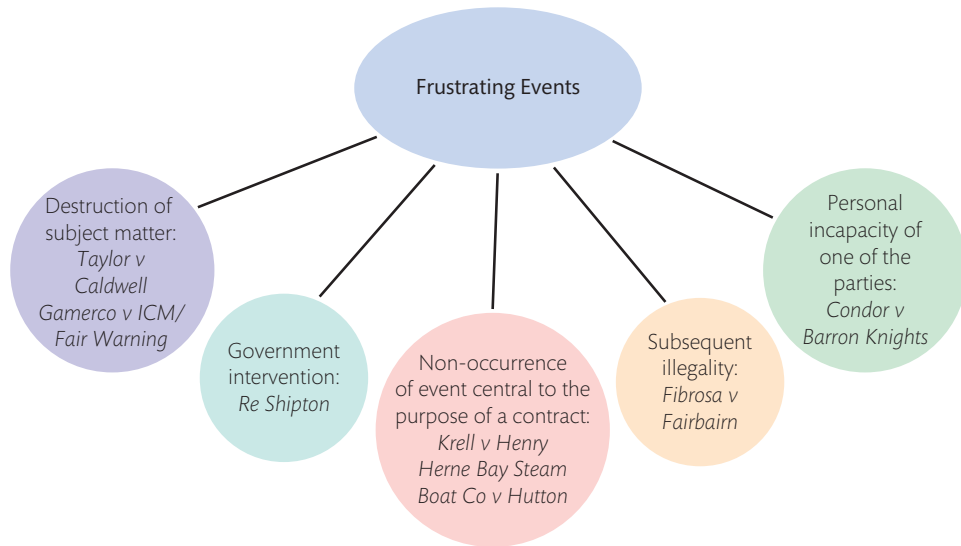 Frustrating Events
Destruction of
subject matter:
Taylor v
Caldwell
Gamerco v ICM/
Fair Warning
Government
intervention:
Re Shipton
Non-occurrence
of event central to the
purpose of a contract:
Krell v Henry
Herne Bay Steam
Boat Co v Hutton
Subsequent
illegality:
Fibrosa v
Fairbairn
Personal
incapacity of
one of the
parties:
Condor v
Barron Knights